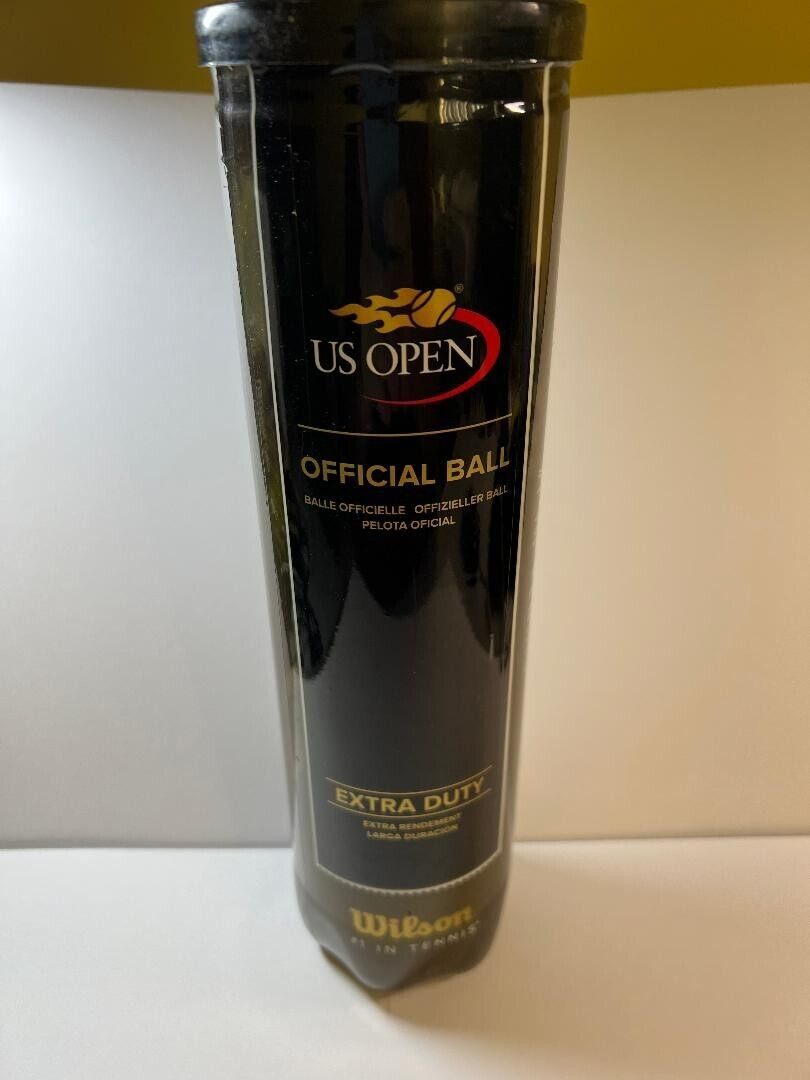 US OPEN®
OFFICIAL BALL
BALLE OFFICIELLE OFFIZIELLER BALL
PELOTA OFICIAL
EXTRA DUTY
EXTRA RENDEMENT
LARGA DURACIÓN
Wilson
#1 IN TENNIS